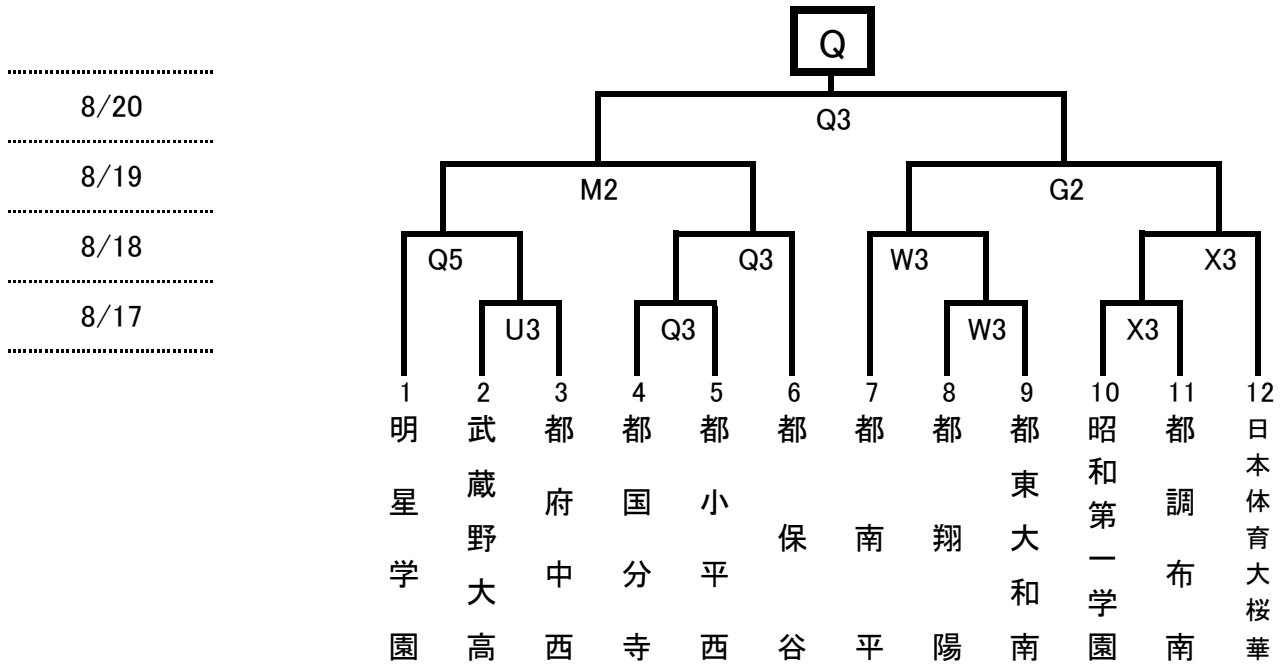 Q
8/20
Q3
8/19
M2
G2
8/18
Q5
Q3
W3
X3
8/17
U3
Q3
W3
X3
1
2
3
4
5
6
7
8
9
10
11
12
明星学園
武蔵野大高
都府中西
都国分寺
都小平西
都保谷
都南平
都翔陽
都東大和南
昭和第一学園
都調布南
日本体育大桜華